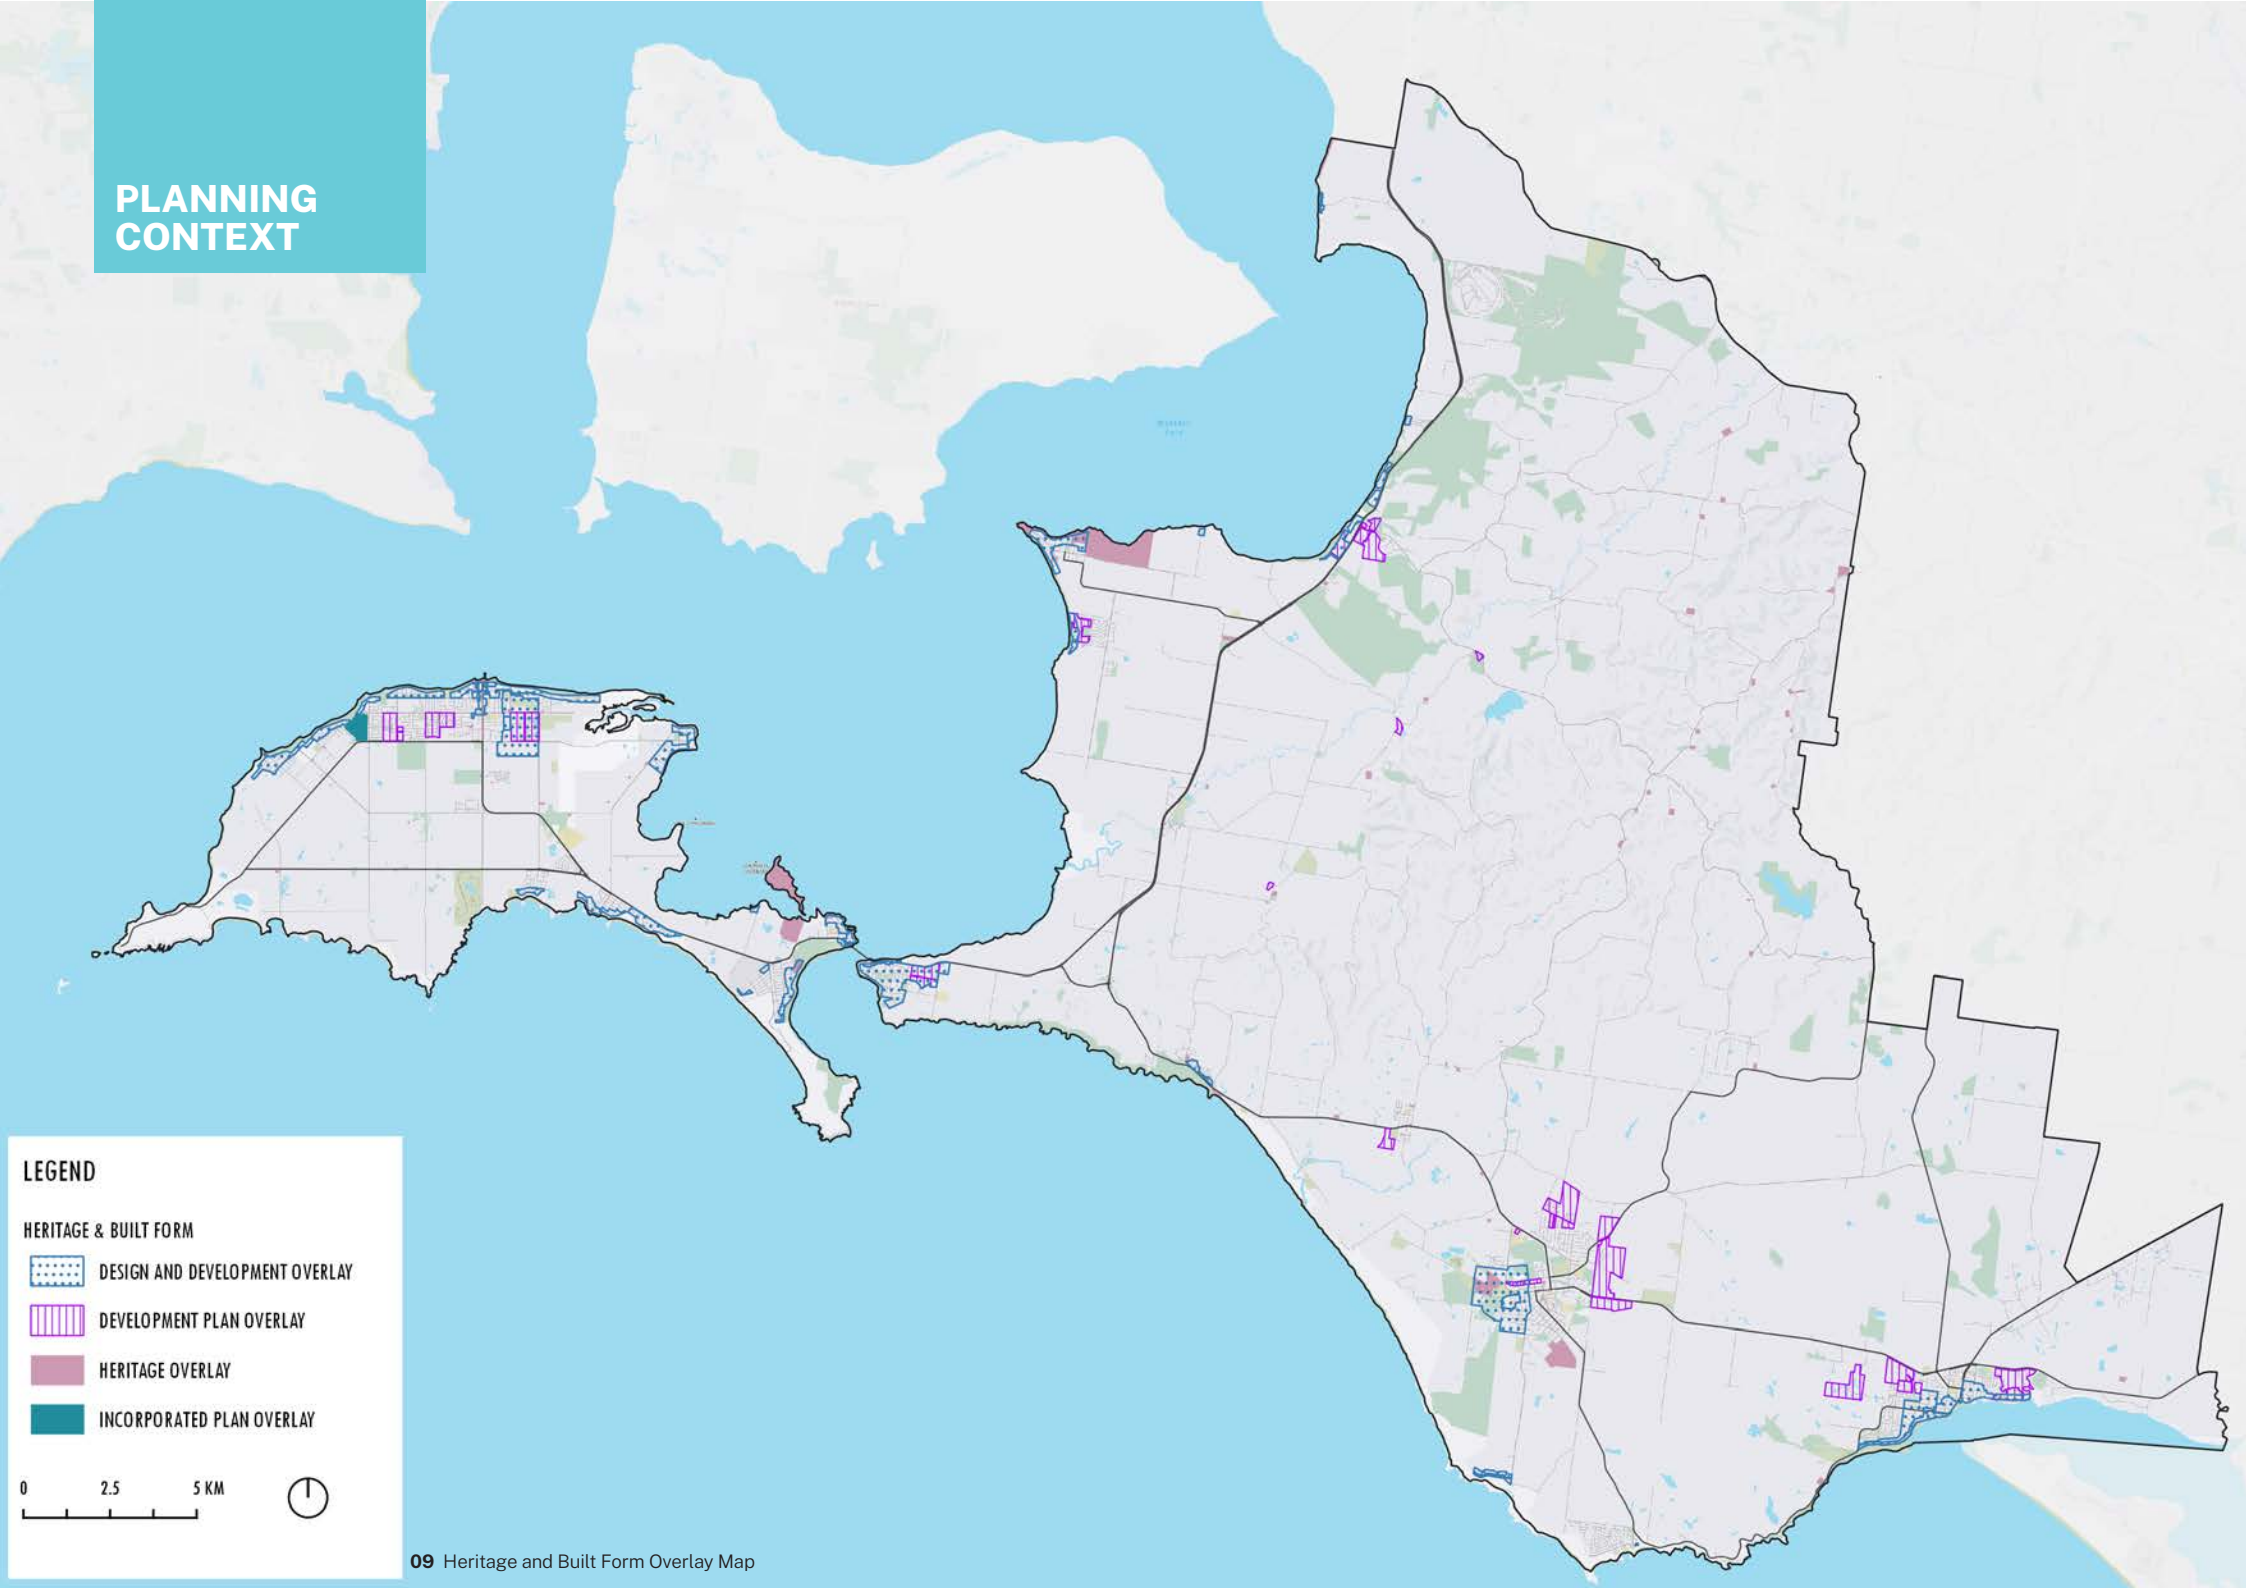 PLANNING
CONTEXT
LEGEND
HERITAGE & BUILT FORM
DESIGN AND DEVELOPMENT OVERLAY
DEVELOPMENT PLAN OVERLAY
HERITAGE OVERLAY
INCORPORATED PLAN OVERLAY
0 2.5 5 KM
09 Heritage and Built Form Overlay Map